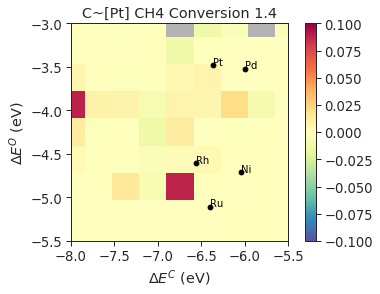 C~[Pt] CH4 Conversion 1.4
−3.0
−3.5
−4.0
−4.5
−5.0
−5.5
ΔE^O (eV)
Pt
Pd
Rh
Ni
Ru
−8.0 −7.5 −7.0 −6.5 −6.0 −5.5
ΔE^C (eV)
0.100
0.075
0.050
0.025
0.000
−0.025
−0.050
−0.075
−0.100